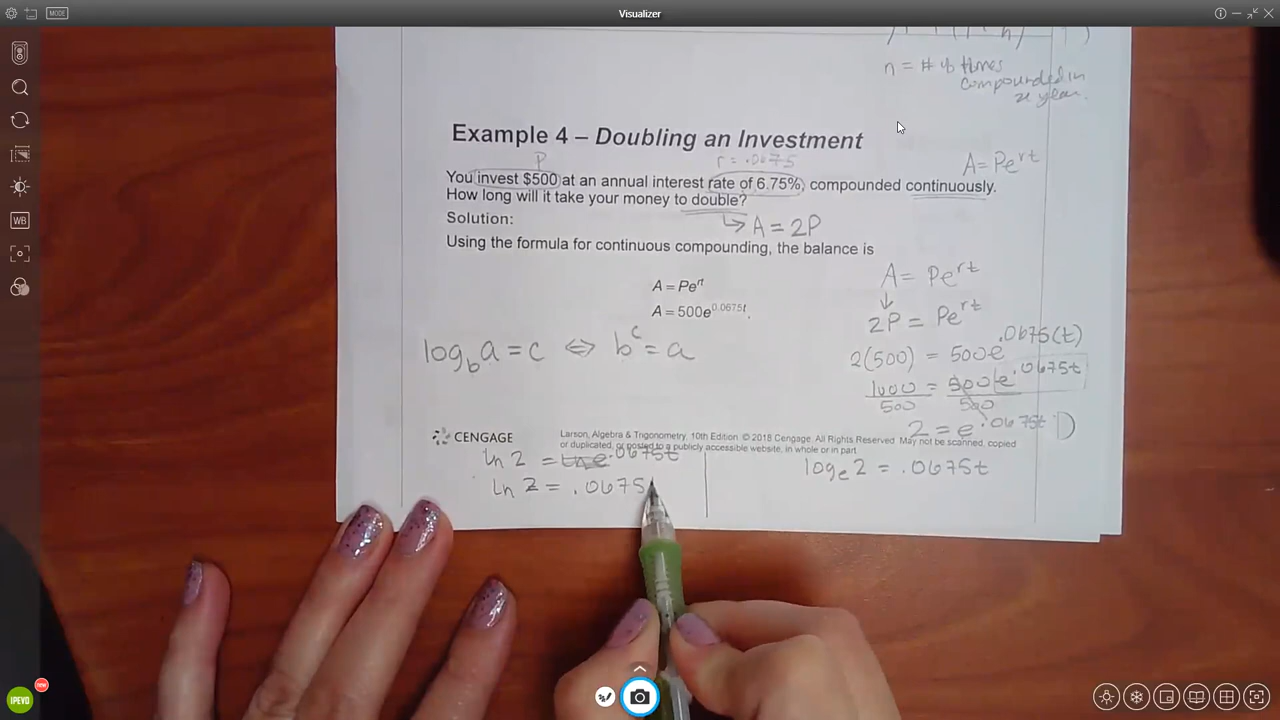 MODE
Visualizer
n = # of times
compounded in
a year.
Example 4 – Doubling an Investment
P
r = .0675
A = Pe^rt
You invest $500 at an annual interest rate of 6.75%, compounded continuously.
How long will it take your money to double?
↳ A = 2P
Solution:
Using the formula for continuous compounding, the balance is
A = Pe^rt
A = 500e^0.0675t.
A = Pe^rt
↓
2P = Pe^rt
log_b a = c ⇔ b^c = a
2(500) = 500e^.0675(t)
1000 = 500e^.0675t
500 500
2 = e^.0675t
CENGAGE
Larson, Algebra & Trigonometry, 10th Edition. © 2018 Cengage. All Rights Reserved. May not be scanned, copied
or duplicated, or posted to a publicly accessible website, in whole or in part.
ln 2 = ln e^.0675t
ln 2 = .0675
log_e 2 = .0675t
WB
IPEVO
new